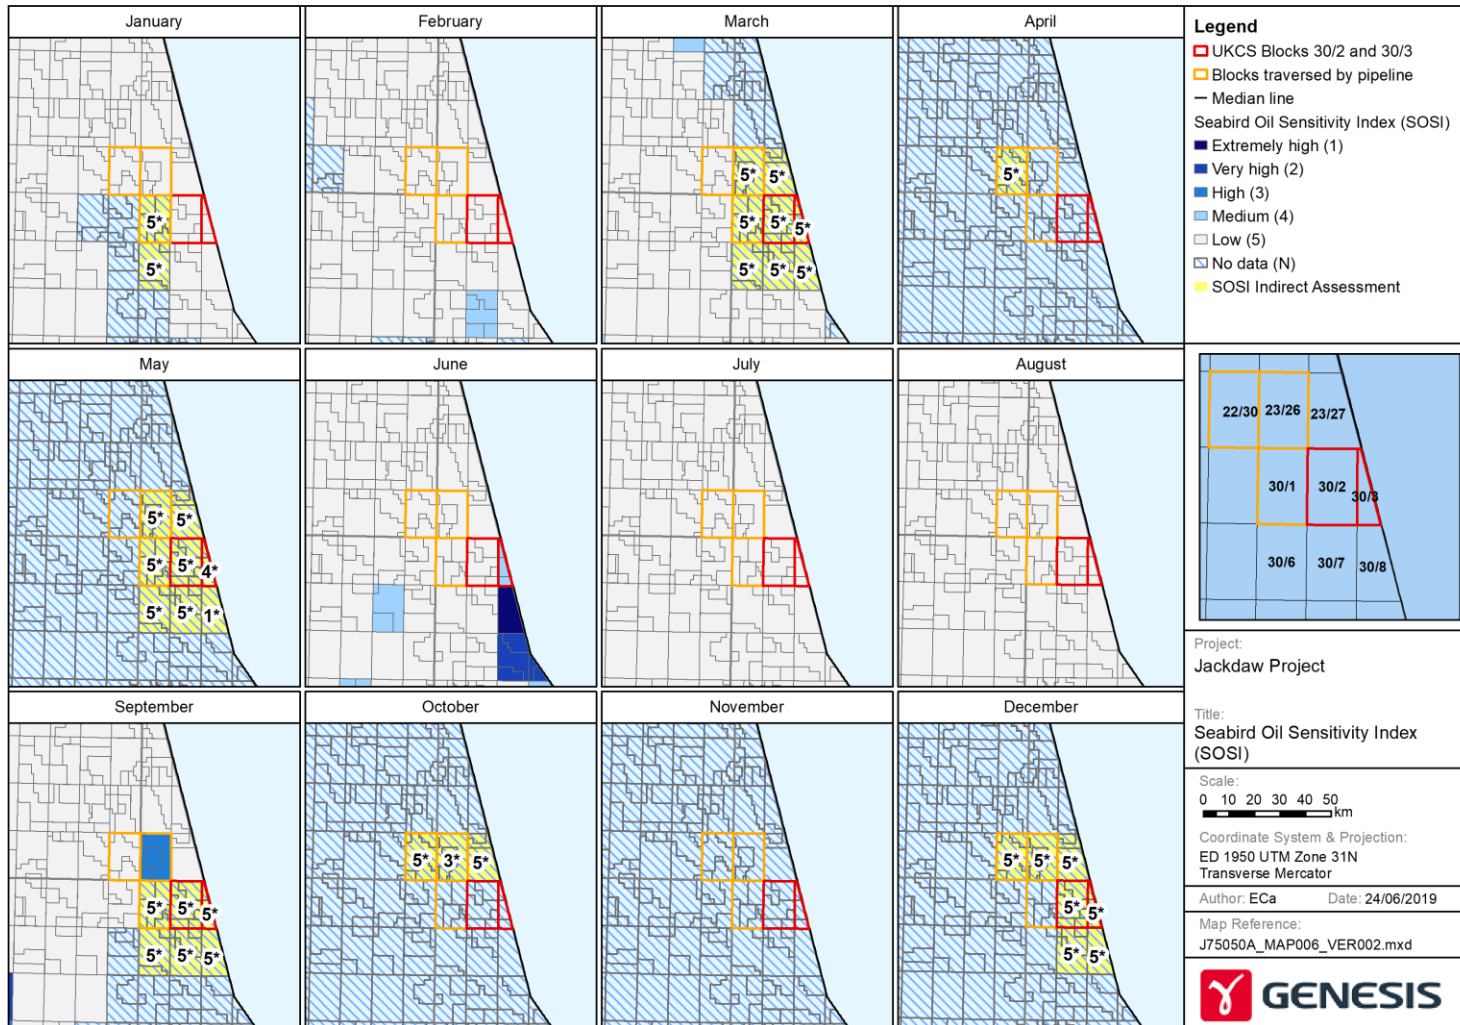 January
February
March
April
5*
5*
5*
5*
5*
5*
5*
5*
5*
5*
5*
May
June
July
August
5*
5*
5*
5*
4*
5*
5*
1*
September
October
November
December
5*
5*
5*
5*
5*
5*
5*
3*
5*
5*
5*
5*
5*
5*
5*
5*
Legend
UKCS Blocks 30/2 and 30/3
Blocks traversed by pipeline
Median line
Seabird Oil Sensitivity Index (SOSI)
Extremely high (1)
Very high (2)
High (3)
Medium (4)
Low (5)
No data (N)
SOSI Indirect Assessment
22/30
23/26
23/27
30/1
30/2
30/3
30/6
30/7
30/8
Project:
Jackdaw Project
Title:
Seabird Oil Sensitivity Index
(SOSI)
Scale:
0 10 20 30 40 50
km
Coordinate System & Projection:
ED 1950 UTM Zone 31N
Transverse Mercator
Author: ECa Date: 24/06/2019
Map Reference:
J75050A_MAP006_VER002.mxd
GENESIS